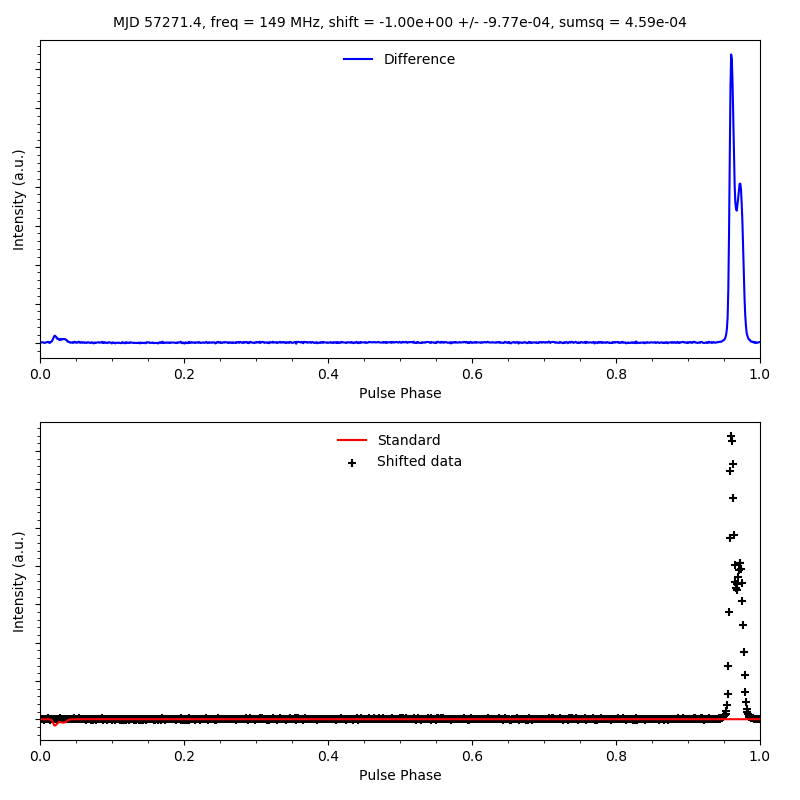 MJD 57271.4, freq = 149 MHz, shift = -1.00e+00 +/- -9.77e-04, sumsq = 4.59e-04
Difference
Intensity (a.u.)
0.0 0.2 0.4 0.6 0.8 1.0
Pulse Phase
Standard
Shifted data
Intensity (a.u.)
0.0 0.2 0.4 0.6 0.8 1.0
Pulse Phase